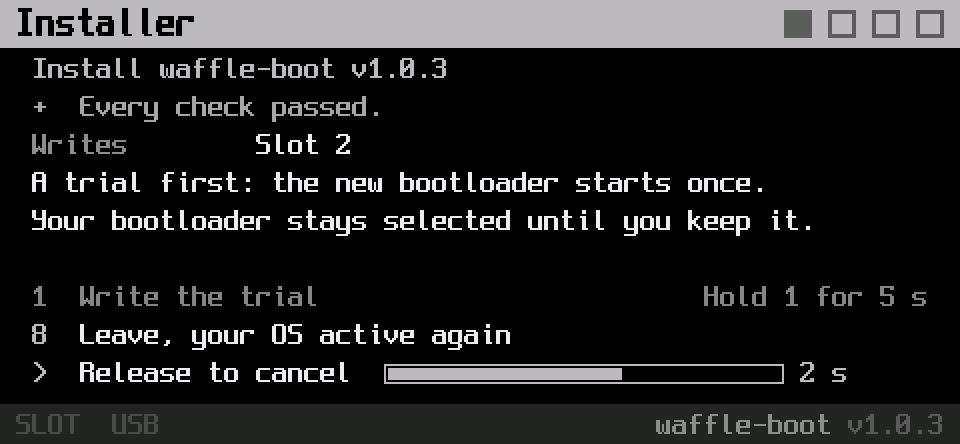 Installer
Install waffle-boot v1.0.3
+ Every check passed.
Writes Slot 2
A trial first: the new bootloader starts once.
Your bootloader stays selected until you keep it.
1 Write the trial Hold 1 for 5 s
8 Leave, your OS active again
> Release to cancel 2 s
SLOT USB waffle-boot v1.0.3